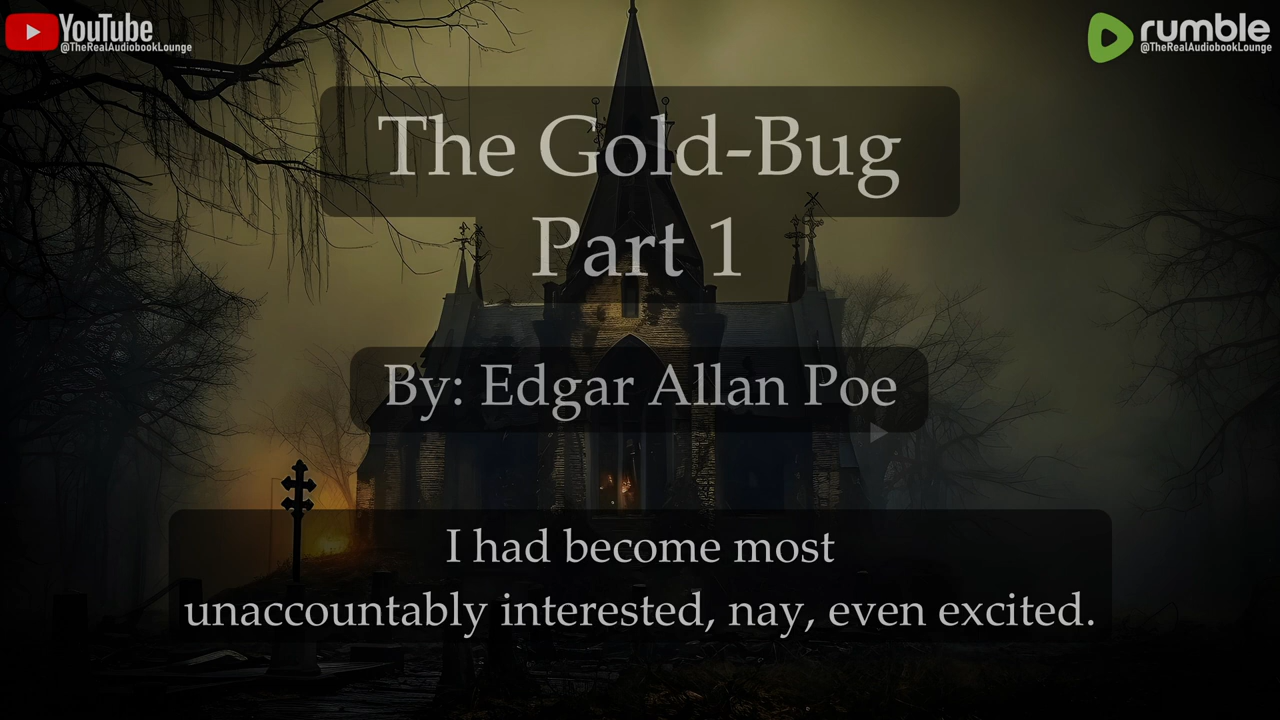 YouTube
@TheRealAudiobookLounge
rumble
@TheRealAudiobookLounge
The Gold-Bug
Part 1
By: Edgar Allan Poe
I had become most
unaccountably interested, nay, even excited.